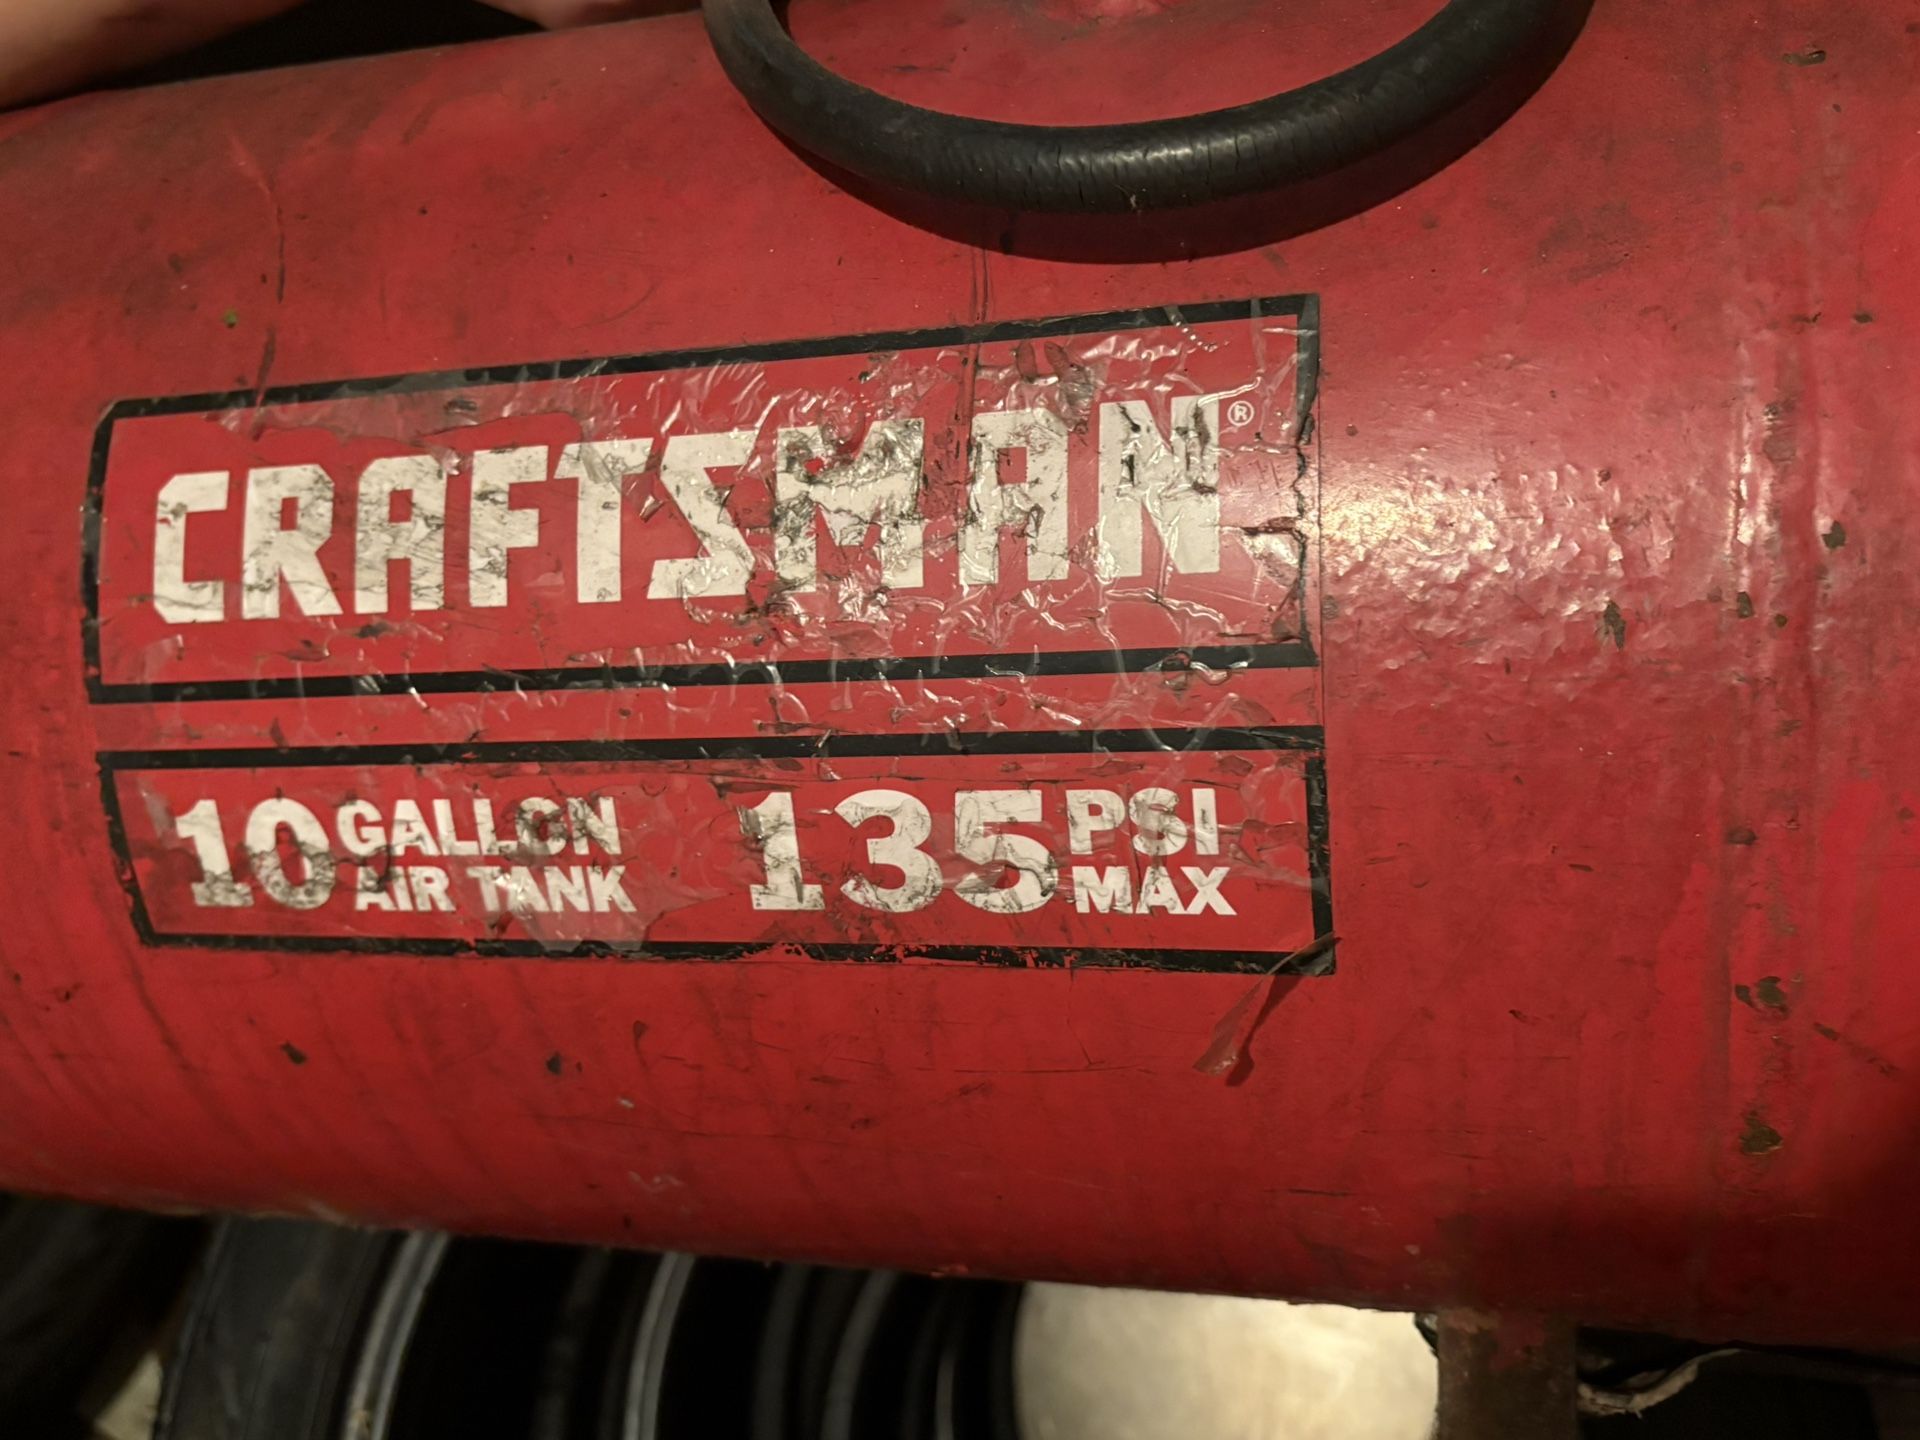 CRAFTSMAN®
10 GALLON AIR TANK
135 PSI MAX